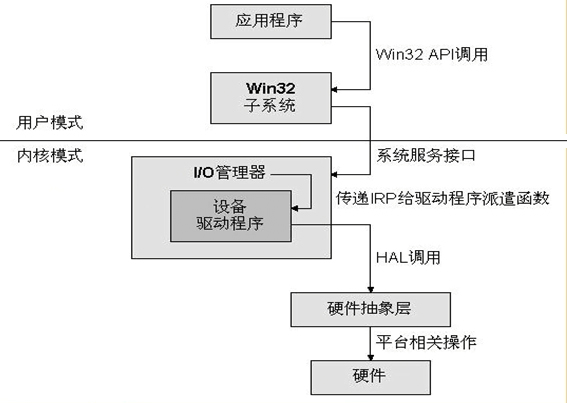 应用程序
Win32 API调用
Win32
子系统
用户模式
内核模式
系统服务接口
I/O管理器
传递IRP给驱动程序派遣函数
设备
驱动程序
HAL调用
硬件抽象层
平台相关操作
硬件